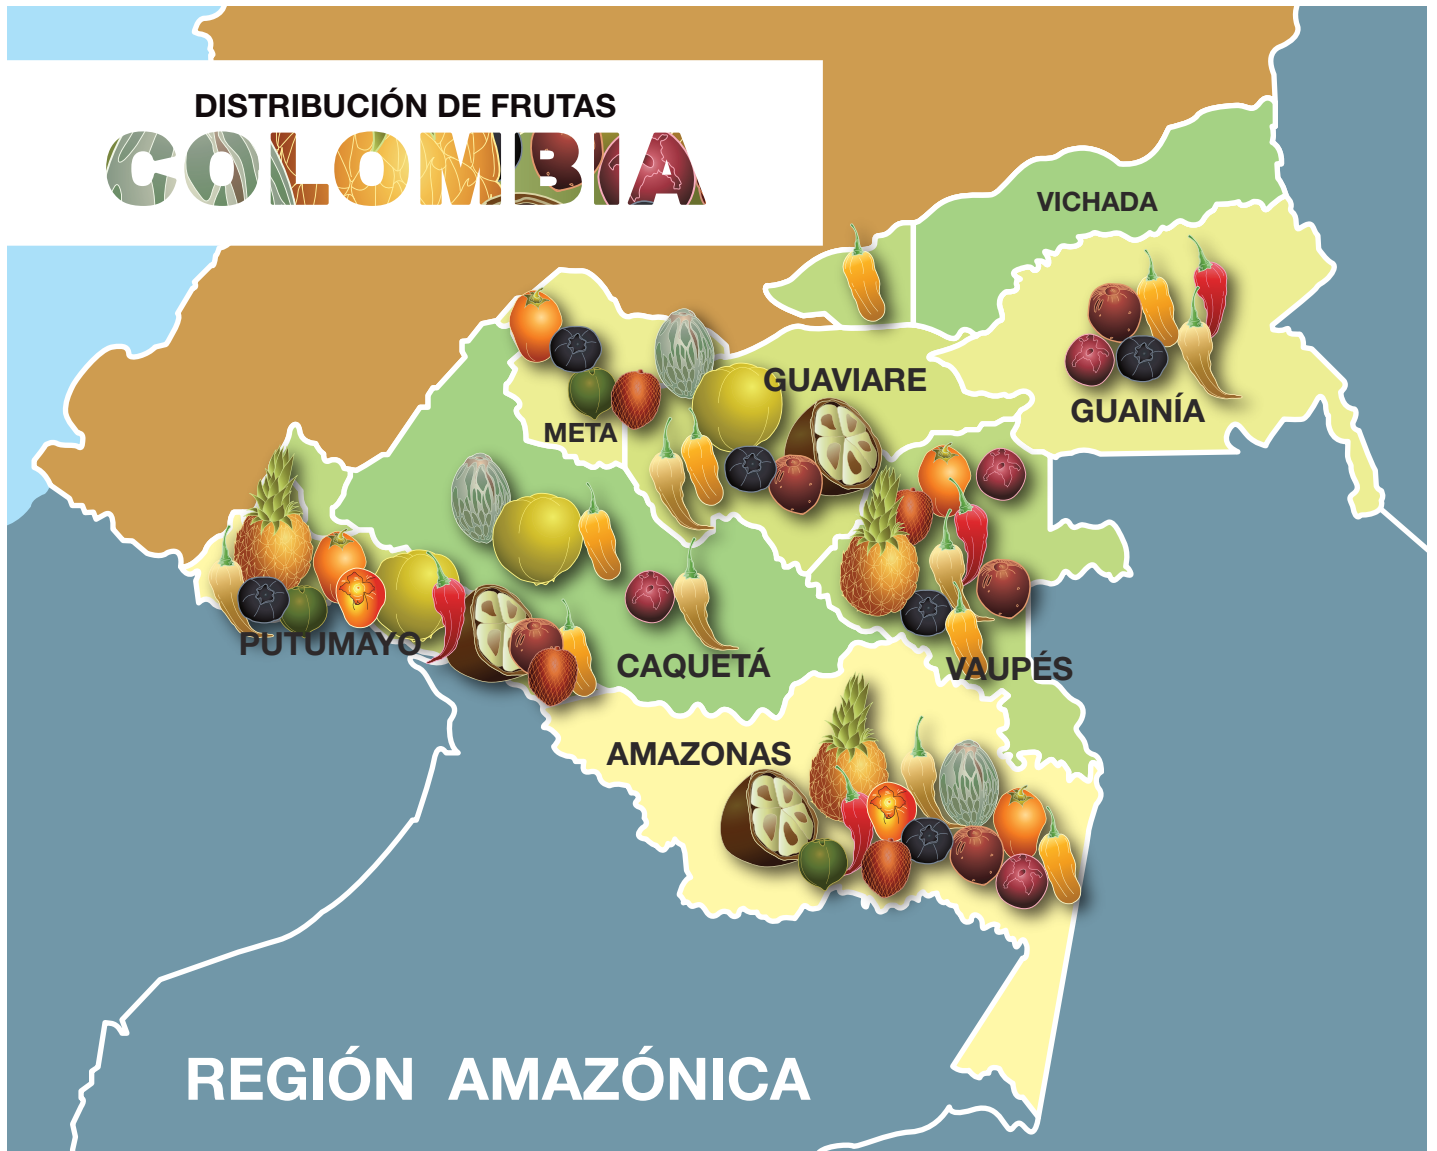 DISTRIBUCIÓN DE FRUTAS
COLOMBIA
VICHADA
GUAVIARE
GUAINÍA
META
PUTUMAYO
CAQUETÁ
VAUPÉS
AMAZONAS
REGIÓN AMAZÓNICA